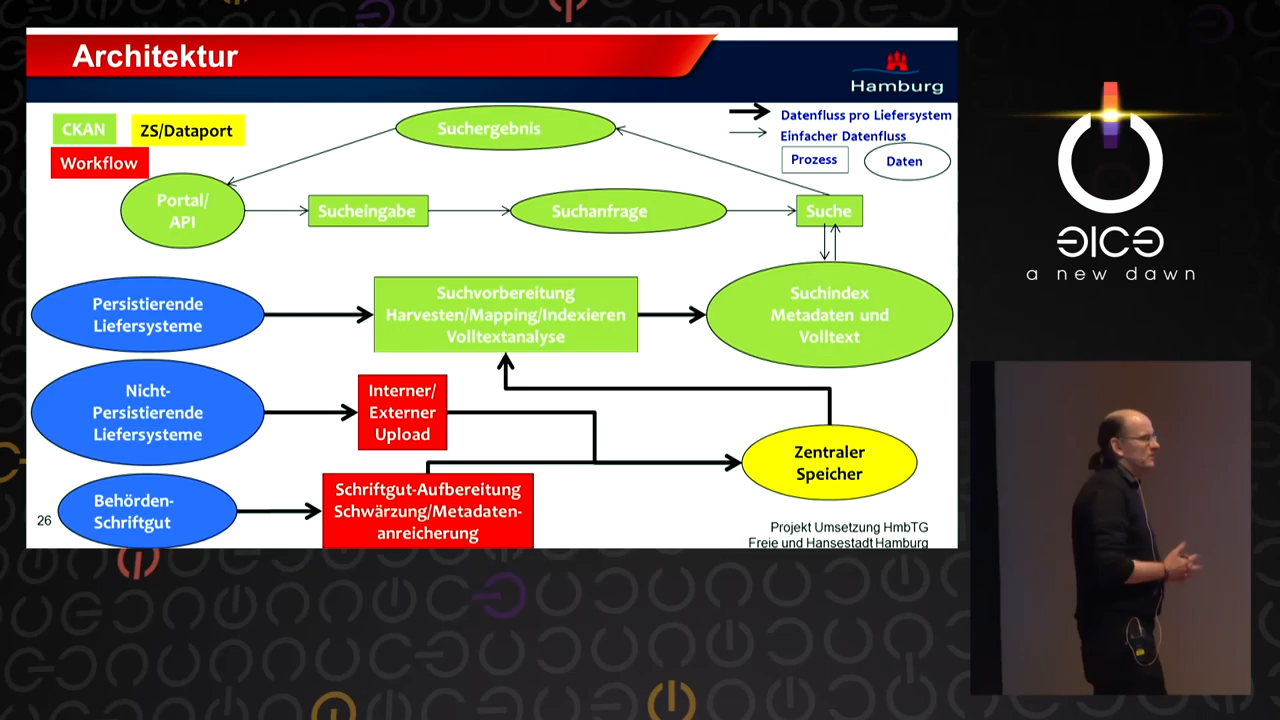 Architektur
Hamburg
CKAN
ZS/Dataport
Workflow
Suchergebnis
Datenfluss pro Liefersystem
Einfacher Datenfluss
Prozess
Daten
Portal/
API
Sucheingabe
Suchanfrage
Suche
Persistierende
Liefersysteme
Suchvorbereitung
Harvesten/Mapping/Indexieren
Volltextanalyse
Suchindex
Metadaten und
Volltext
Nicht-
Persistierende
Liefersysteme
Interner/
Externer
Upload
Zentraler
Speicher
Behörden-
Schriftgut
Schriftgut-Aufbereitung
Schwärzung/Metadaten-
anreicherung
26
Projekt Umsetzung HmbTG
Freie und Hansestadt Hamburg
a new dawn